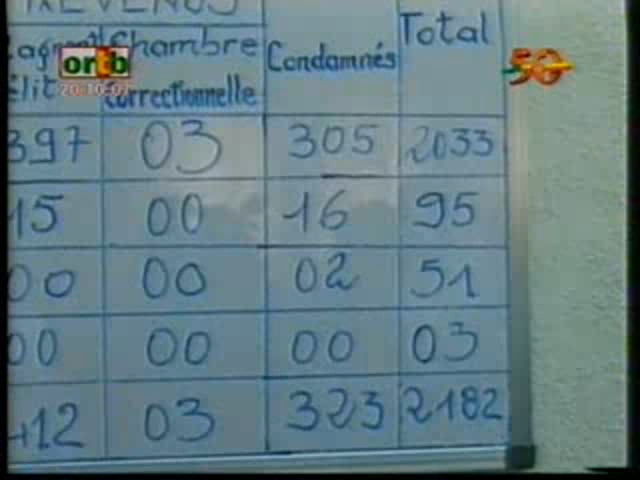 Total
Chambre
Condamnés
correctionnelle
ortb
20:10:07
50
397 03 305 2033
15 00 16 95
00 00 02 51
00 00 00 03
412 03 323 2182